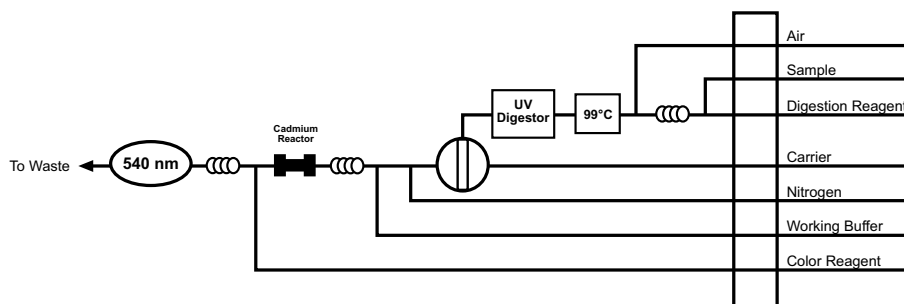 Air
Sample
UV
Digestor
99°C
Digestion Reagent
Cadmium
Reactor
To Waste
540 nm
Carrier
Nitrogen
Working Buffer
Color Reagent